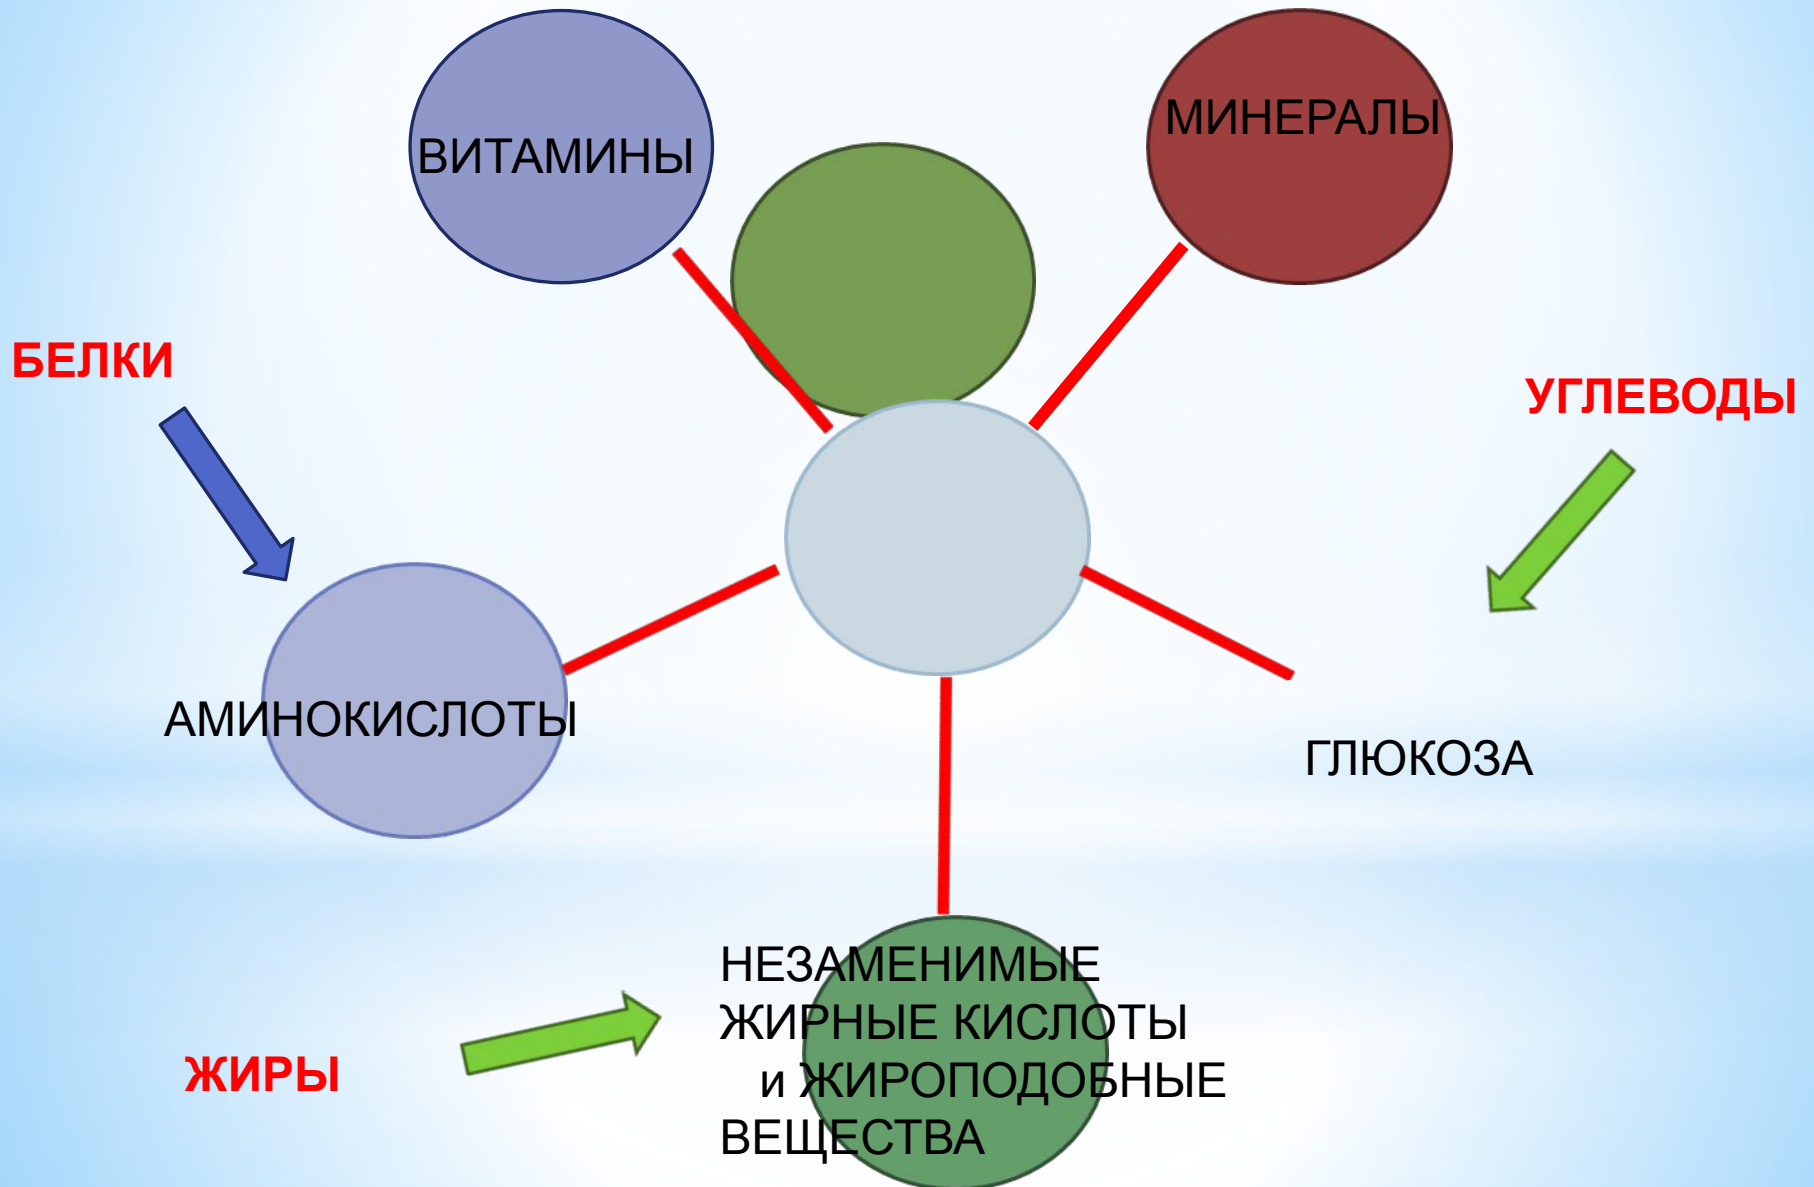 ВИТАМИНЫ
МИНЕРАЛЫ
БЕЛКИ
УГЛЕВОДЫ
АМИНОКИСЛОТЫ
ГЛЮКОЗА
ЖИРЫ
НЕЗАМЕНИМЫЕ
ЖИРНЫЕ КИСЛОТЫ
и ЖИРОПОДОБНЫЕ
ВЕЩЕСТВА